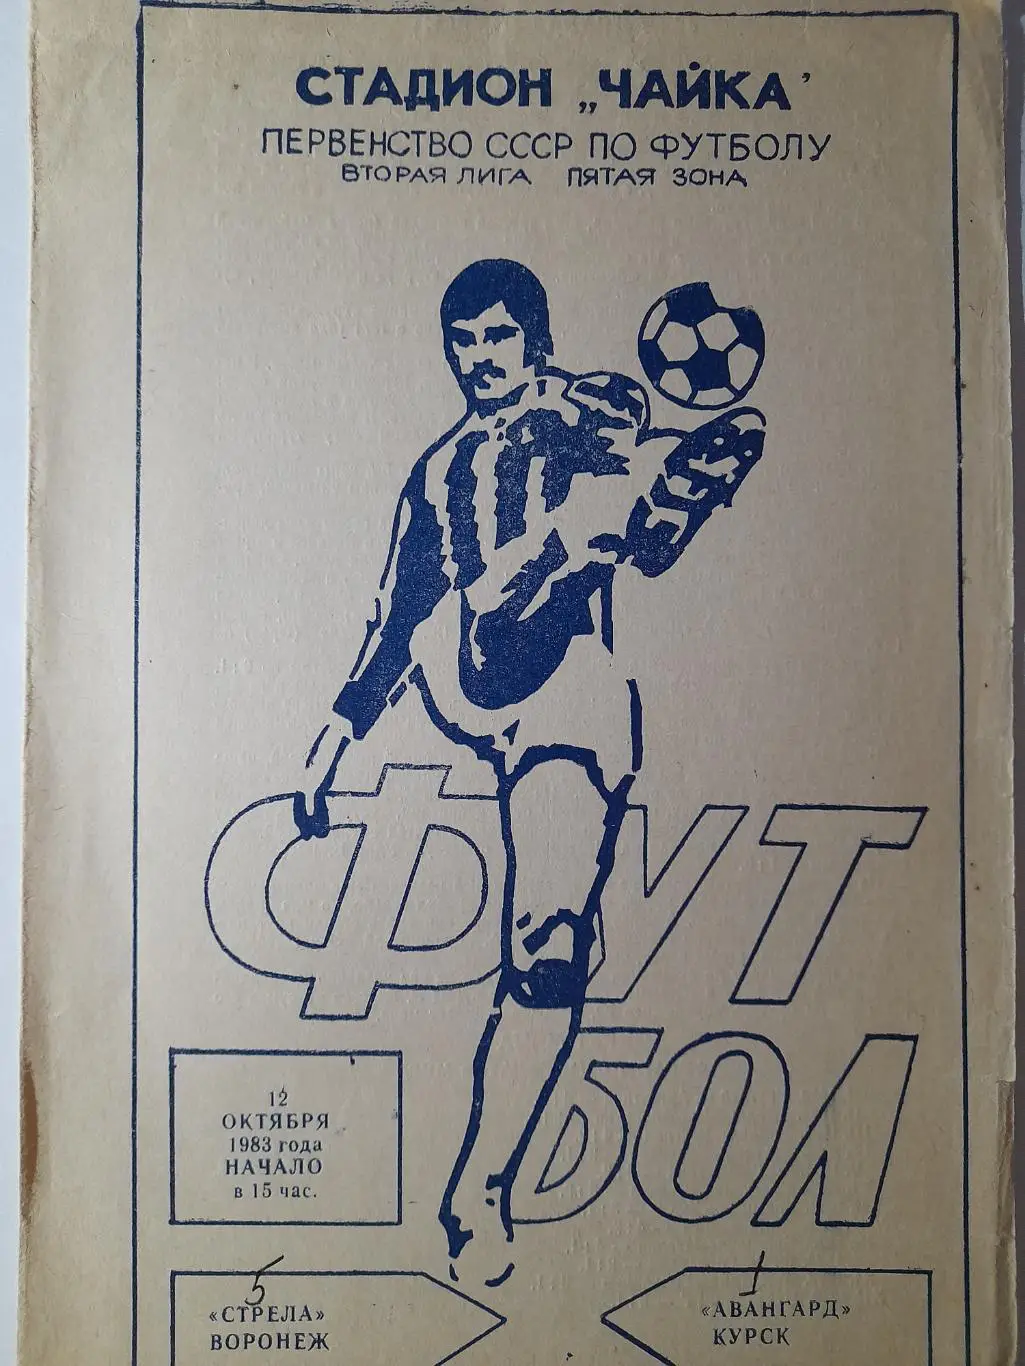 СТАДИОН „ЧАЙКА’
ПЕРВЕНСТВО СССР ПО ФУТБОЛУ
ВТОРАЯ ЛИГА ПЯТАЯ ЗОНА
ФУТ
БОЛ
12
ОКТЯБРЯ
1983 года
НАЧАЛО
в 15 час.
5
«СТРЕЛА»
ВОРОНЕЖ
1
«АВАНГАРД»
КУРСК